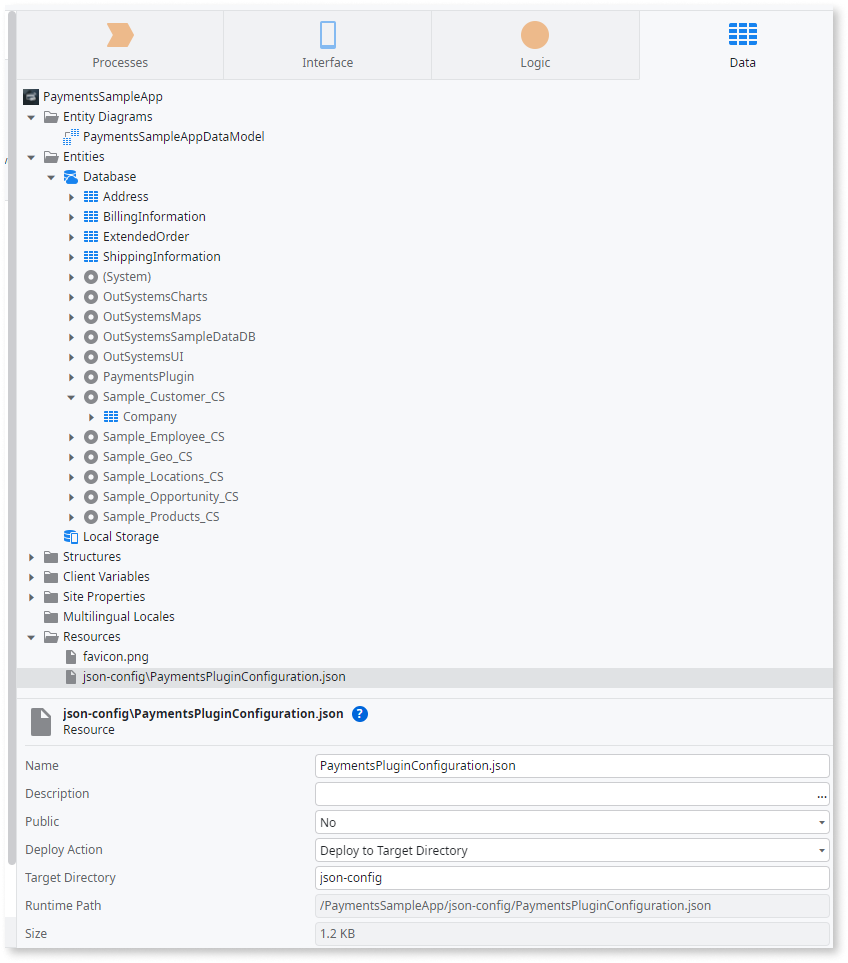 Processes
Interface
Logic
Data
PaymentsSampleApp
Entity Diagrams
PaymentsSampleAppDataModel
Entities
Database
Address
BillingInformation
ExtendedOrder
ShippingInformation
(System)
OutSystemsCharts
OutSystemsMaps
OutSystemsSampleDataDB
OutSystemsUI
PaymentsPlugin
Sample_Customer_CS
Company
Sample_Employee_CS
Sample_Geo_CS
Sample_Locations_CS
Sample_Opportunity_CS
Sample_Products_CS
Local Storage
Structures
Client Variables
Site Properties
Multilingual Locales
Resources
favicon.png
json-config\PaymentsPluginConfiguration.json
json-config\PaymentsPluginConfiguration.json ?
Resource
Name PaymentsPluginConfiguration.json
Description ...
Public No
Deploy Action Deploy to Target Directory
Target Directory json-config
Runtime Path /PaymentsSampleApp/json-config/PaymentsPluginConfiguration.json
Size 1.2 KB